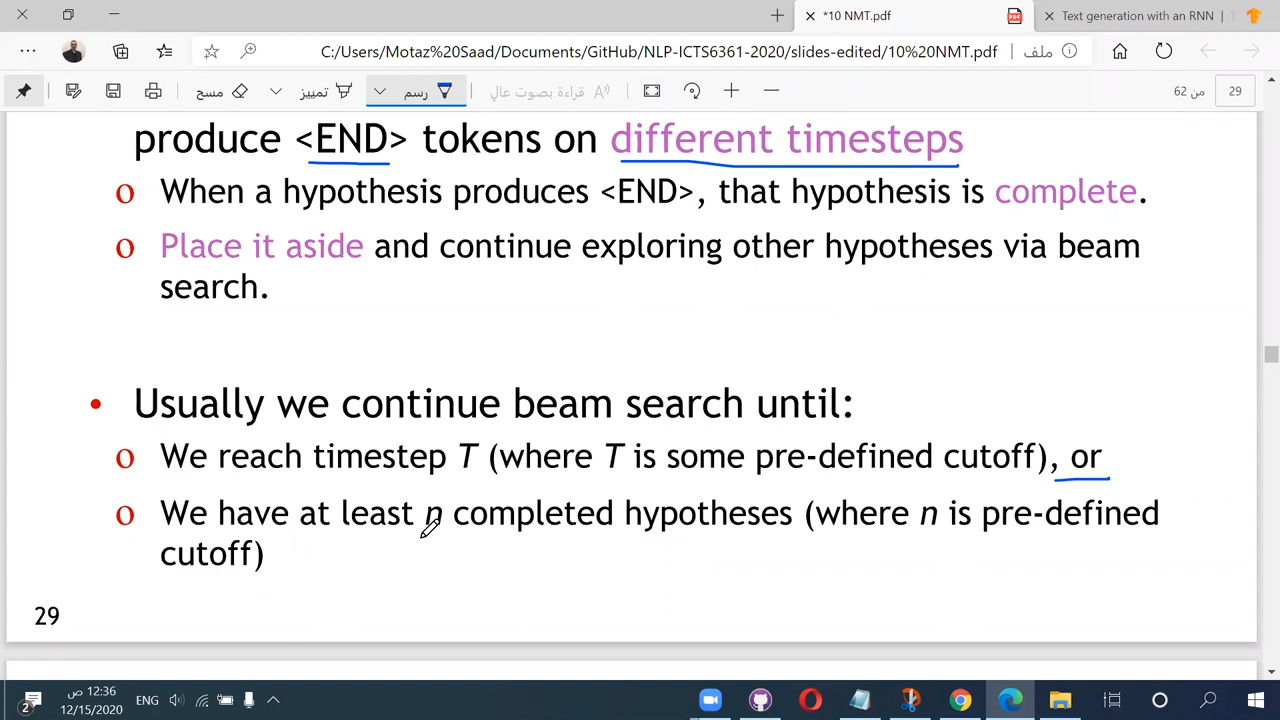 *10 NMT.pdf
Text generation with an RNN |
C:/Users/Motaz%20Saad/Documents/GitHub/NLP-ICTS6361-2020/slides-edited/10%20NMT.pdf
ملف
مسح
تمييز
رسم
قراءة بصوت عالٍ
من 62
29
produce <END> tokens on different timesteps
o When a hypothesis produces <END>, that hypothesis is complete.
o Place it aside and continue exploring other hypotheses via beam
search.
• Usually we continue beam search until:
o We reach timestep T (where T is some pre-defined cutoff), or
o We have at least n completed hypotheses (where n is pre-defined
cutoff)
29
2
12:36 ص
12/15/2020
ENG